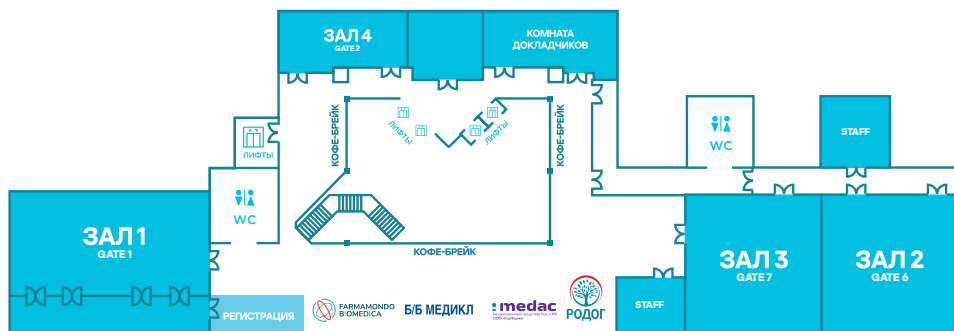 ЗАЛ 4
GATE 2
КОМНАТА
ДОКЛАДЧИКОВ
КОФЕ-БРЕЙК
ЛИФТЫ
ЛИФТЫ
КОФЕ-БРЕЙК
ЛИФТЫ
WC
STAFF
WC
ЗАЛ 1
GATE 1
КОФЕ-БРЕЙК
ЗАЛ 3
GATE 7
ЗАЛ 2
GATE 6
РЕГИСТРАЦИЯ
FARMAMONDO
BIOMEDICA
Б/Б МЕДИКЛ
medac
РОДОГ
STAFF